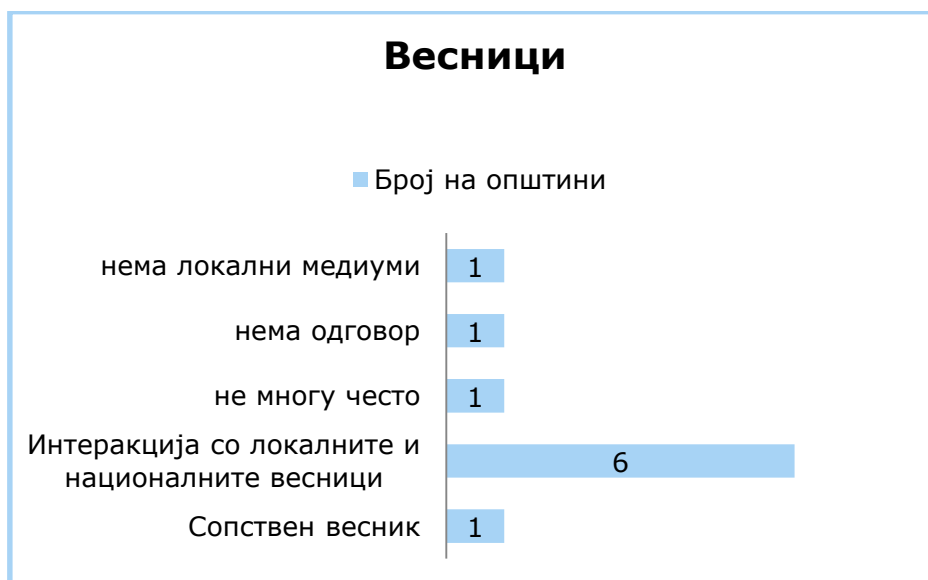 Весници
Број на општини
нема локални медиуми 1
нема одговор 1
не многу често 1
Интеракција со локалните и
националните весници 6
Сопствен весник 1